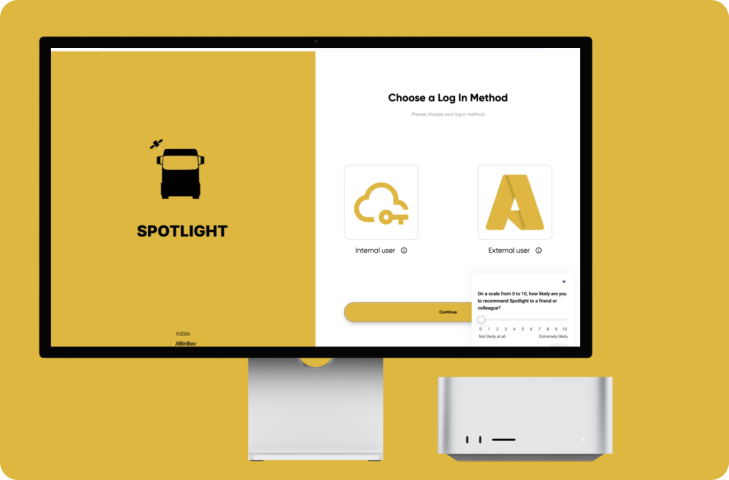 SPOTLIGHT
©2024
ABInBev
Choose a Log In Method
Please choose your log in method
Internal user
External user
Continue
On a scale from 0 to 10, how likely are you
to recommend Spotlight to a friend or
colleague?
0 1 2 3 4 5 6 7 8 9 10
Not likely at all
Extremely likely